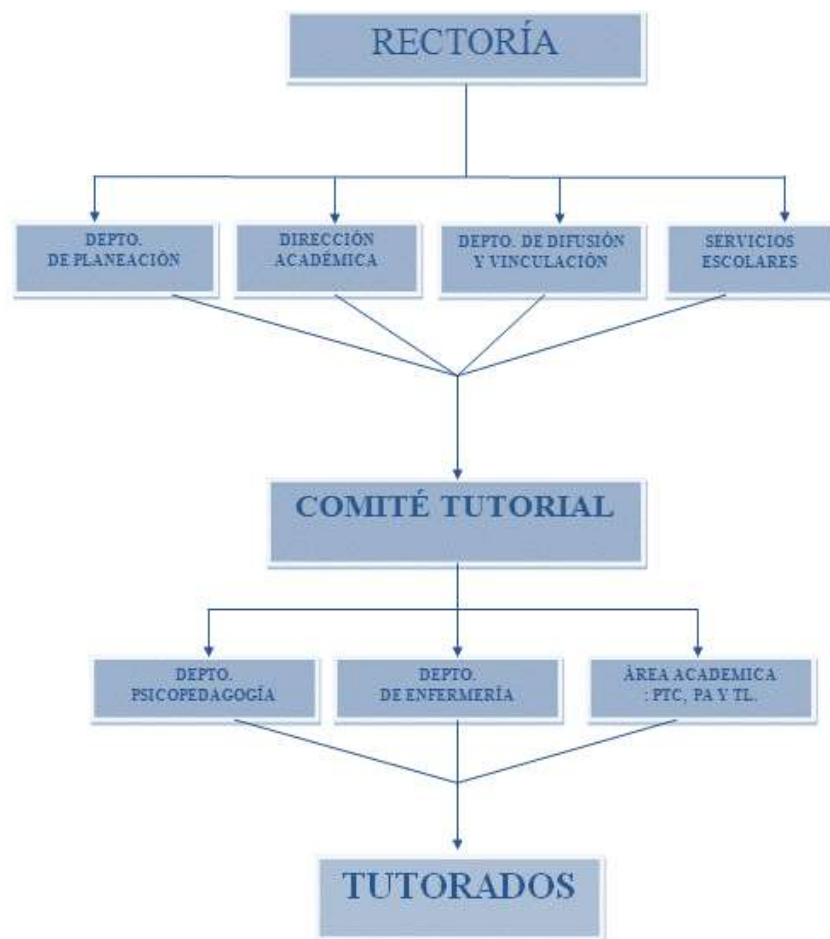 RECTORÍA
DEPTO.
DE PLANEACIÓN
DIRECCIÓN
ACADÉMICA
DEPTO. DE DIFUSIÓN
Y VINCULACIÓN
SERVICIOS
ESCOLARES
COMITÉ TUTORIAL
DEPTO.
PSICOPEDAGOGÍA
DEPTO.
DE ENFERMERÍA
ÀREA ACADEMICA
: PTC, PA Y TL.
TUTORADOS